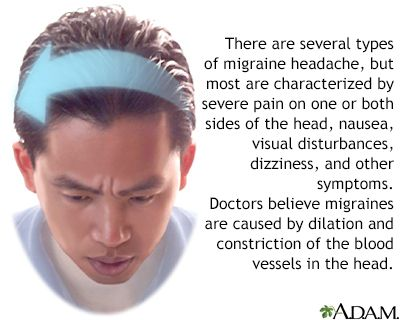 There are several types
of migraine headache, but
most are characterized by
severe pain on one or both
sides of the head, nausea,
visual disturbances,
dizziness, and other
symptoms.
Doctors believe migraines
are caused by dilation and
constriction of the blood
vessels in the head.
A.D.A.M.